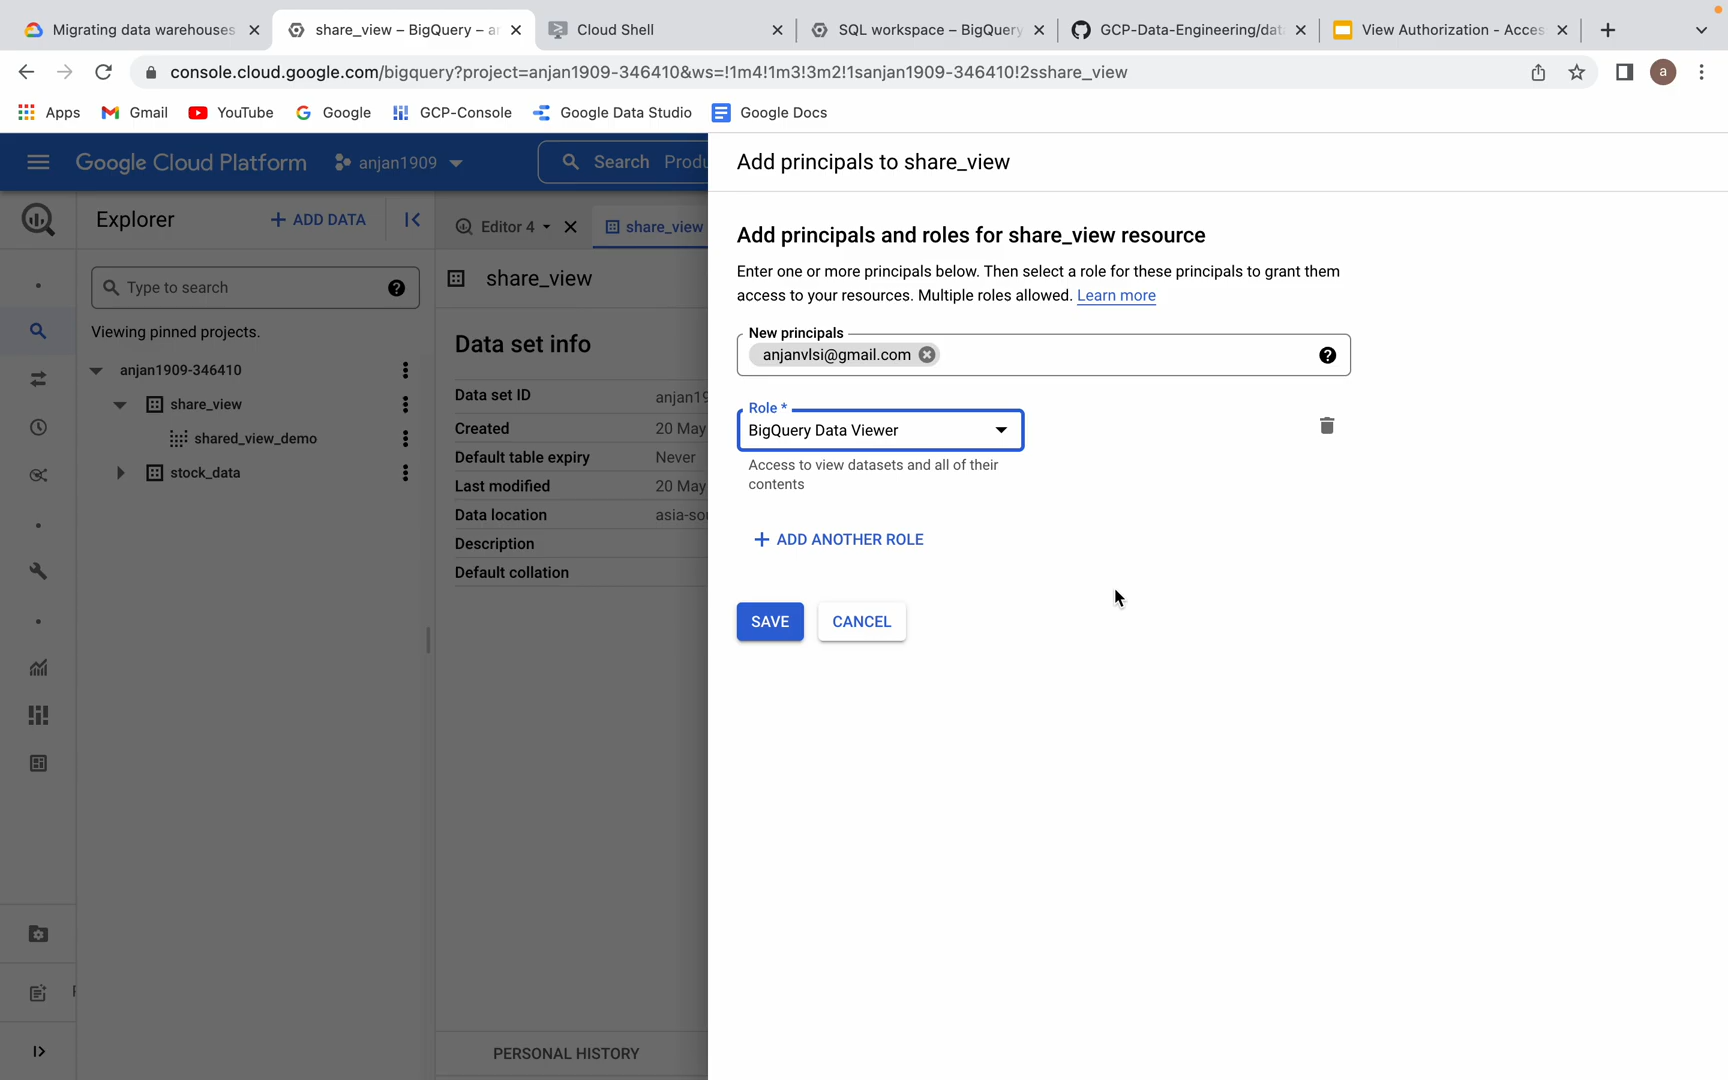 Migrating data warehouses
share_view – BigQuery – an
Cloud Shell
SQL workspace – BigQuery
GCP-Data-Engineering/dat
View Authorization - Acces
console.cloud.google.com/bigquery?project=anjan1909-346410&ws=!1m4!1m3!3m2!1sanjan1909-346410!2sshare_view
a
Apps
Gmail
YouTube
Google
GCP-Console
Google Data Studio
Google Docs
Google Cloud Platform
anjan1909
Search Produ
Add principals to share_view
Explorer
+ ADD DATA
Editor 4
share_view
Type to search
Viewing pinned projects.
anjan1909-346410
share_view
shared_view_demo
stock_data
share_view
Data set info
Data set ID anjan19
Created 20 May
Default table expiry Never
Last modified 20 May
Data location asia-sou
Description
Default collation
PERSONAL HISTORY
Add principals and roles for share_view resource
Enter one or more principals below. Then select a role for these principals to grant them
access to your resources. Multiple roles allowed. Learn more
New principals
anjanvlsi@gmail.com
Role *
BigQuery Data Viewer
Access to view datasets and all of their
contents
+ ADD ANOTHER ROLE
SAVE
CANCEL